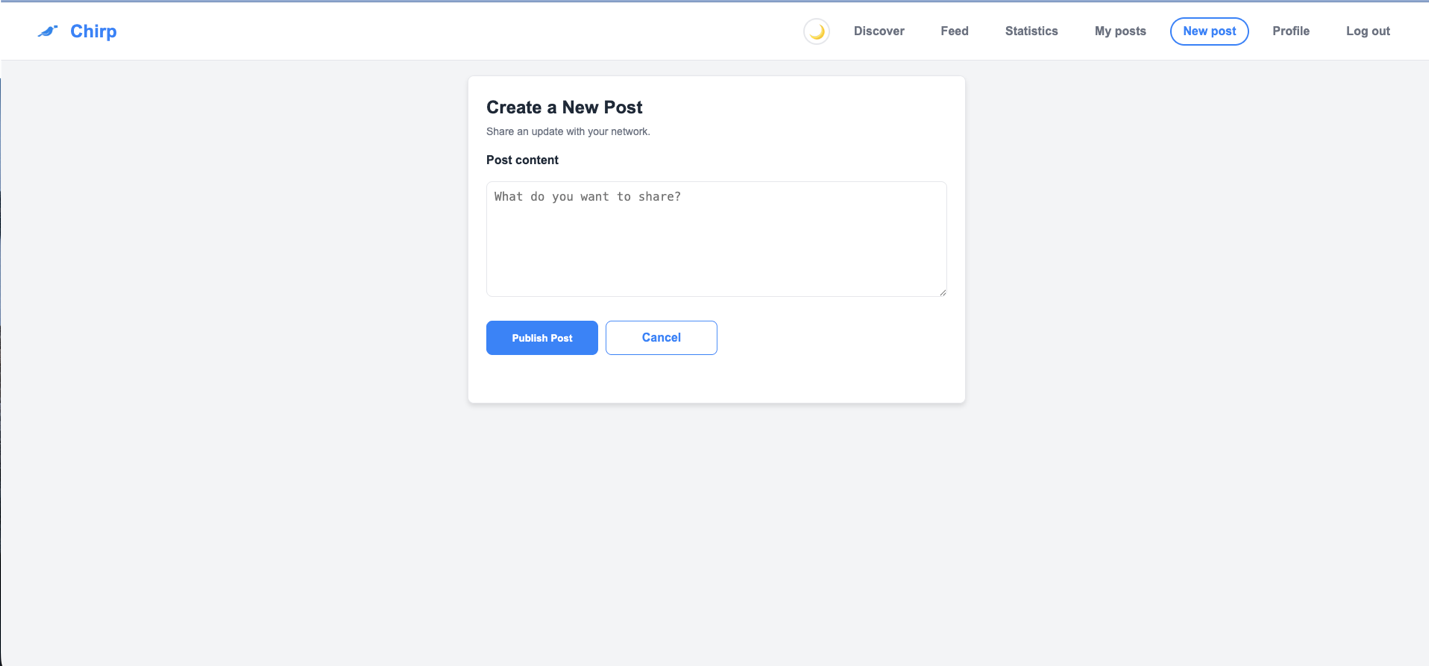 Chirp
Discover Feed Statistics My posts New post Profile Log out
Create a New Post
Share an update with your network.
Post content
What do you want to share?
Publish Post Cancel